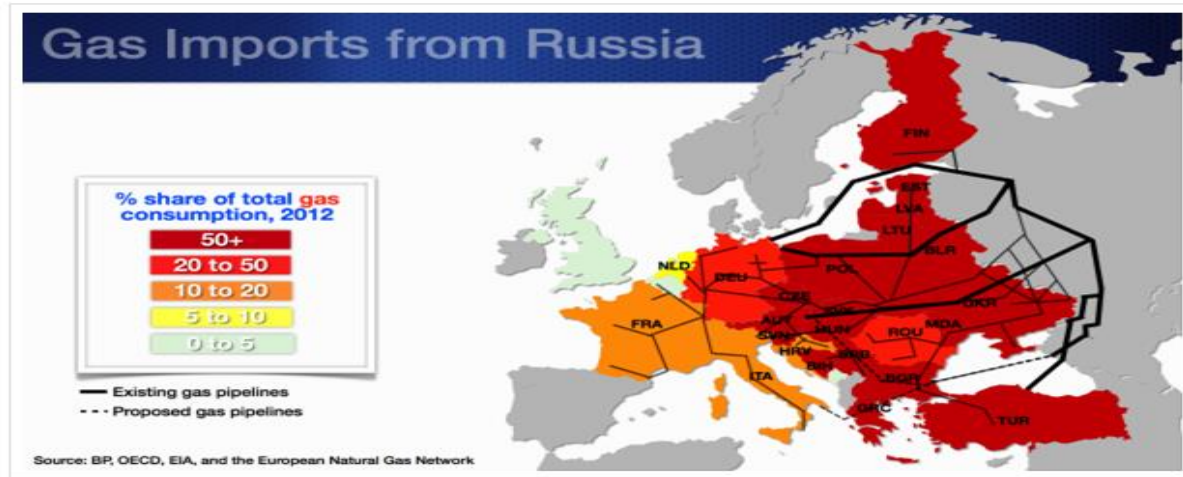 Gas Imports from Russia
% share of total gas
consumption, 2012
50+
20 to 50
10 to 20
5 to 10
0 to 5
Existing gas pipelines
Proposed gas pipelines
Source: BP, OECD, EIA, and the European Natural Gas Network
FIN
EST
LVA
LTU
BLR
NLD
DEU
POL
CZE
UKR
AUT
HUN
MDA
FRA
SVN
ROU
HRV
SRB
BIH
ITA
BGR
GRC
TUR